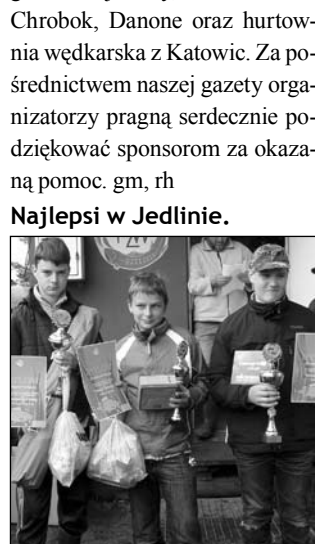 Chrobok, Danone oraz hurtow-
nia wędkarska z Katowic. Za po-
średnictwem naszej gazety orga-
nizatorzy pragną serdecznie po-
dziękować sponsorom za okaza-
ną pomoc. gm, rh
Najlepsi w Jedlinie.
PZW